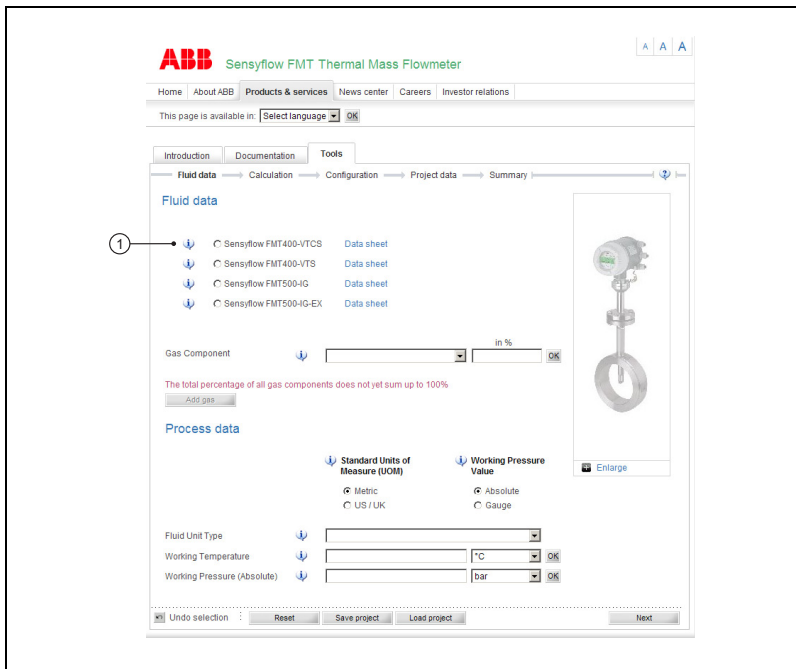 A A A
ABB Sensyflow FMT Thermal Mass Flowmeter
Home About ABB Products & services News center Careers Investor relations
This page is available in: Select language OK
Introduction Documentation Tools
Fluid data Calculation Configuration Project data Summary ?
Fluid data
1 i Sensyflow FMT400-VTCS Data sheet
i Sensyflow FMT400-VTS Data sheet
i Sensyflow FMT500-IG Data sheet
i Sensyflow FMT500-IG-EX Data sheet
in %
Gas Component i OK
The total percentage of all gas components does not yet sum up to 100%
Add gas
Process data
i Standard Units of Measure (UOM)
i Working Pressure Value
Enlarge
Metric Absolute
US / UK Gauge
Fluid Unit Type i
Working Temperature i °C OK
Working Pressure (Absolute) i bar OK
Undo selection Reset Save project Load project Next